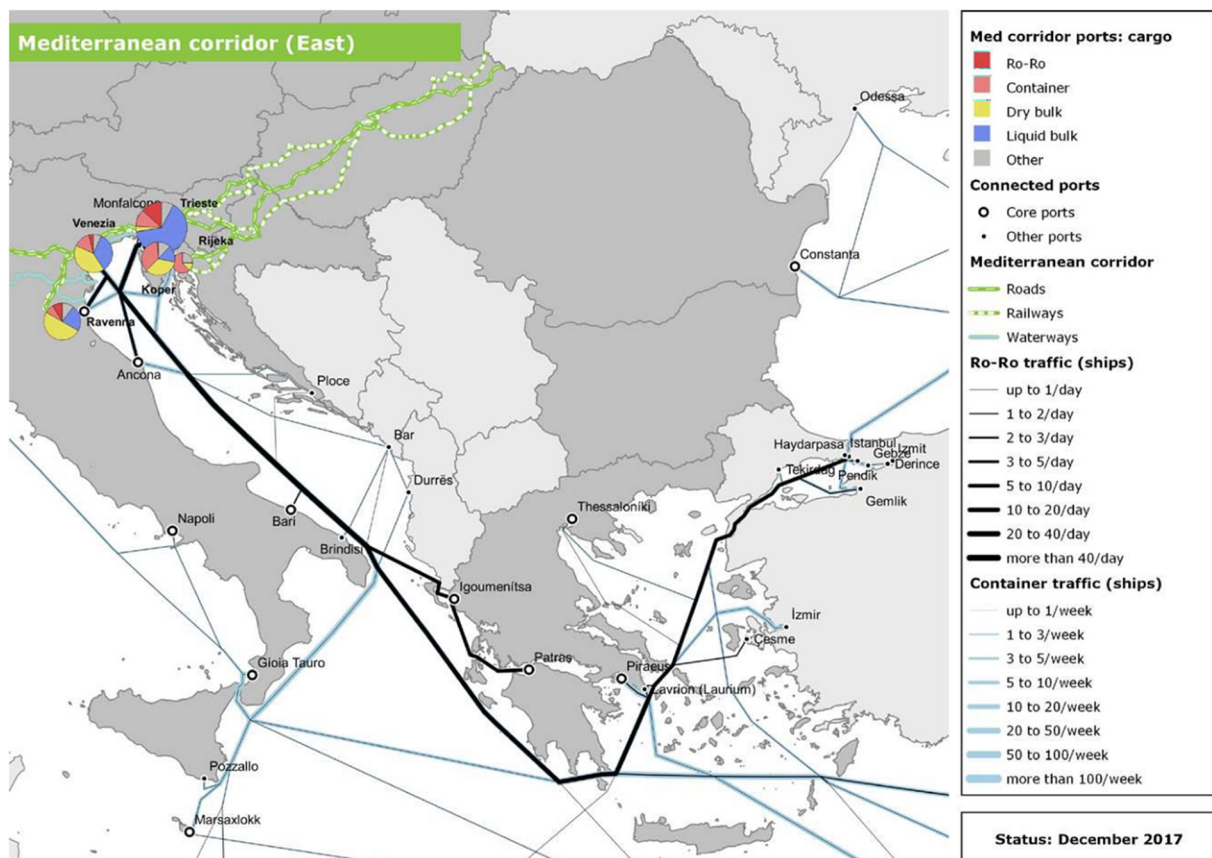 Mediterranean corridor (East)
Odessa
Monfalcone
Trieste
Venezia
Rijeka
Koper
Constanta
Ravenna
Ancona
Ploce
Bar
Haydarpasa
Istanbul
Izmit
Gebze
Tekirdag
Pendik
Derince
Durrës
Gemlik
Napoli
Bari
Thessaloníki
Brindisi
Igoumenítsa
İzmir
Çesme
Gioia Tauro
Patras
Piraeus
Lavrion (Laurium)
Pozzallo
Marsaxlokk
Med corridor ports: cargo
Ro-Ro
Container
Dry bulk
Liquid bulk
Other
Connected ports
Core ports
Other ports
Mediterranean corridor
Roads
Railways
Waterways
Ro-Ro traffic (ships)
up to 1/day
1 to 2/day
2 to 3/day
3 to 5/day
5 to 10/day
10 to 20/day
20 to 40/day
more than 40/day
Container traffic (ships)
up to 1/week
1 to 3/week
3 to 5/week
5 to 10/week
10 to 20/week
20 to 50/week
50 to 100/week
more than 100/week
Status: December 2017